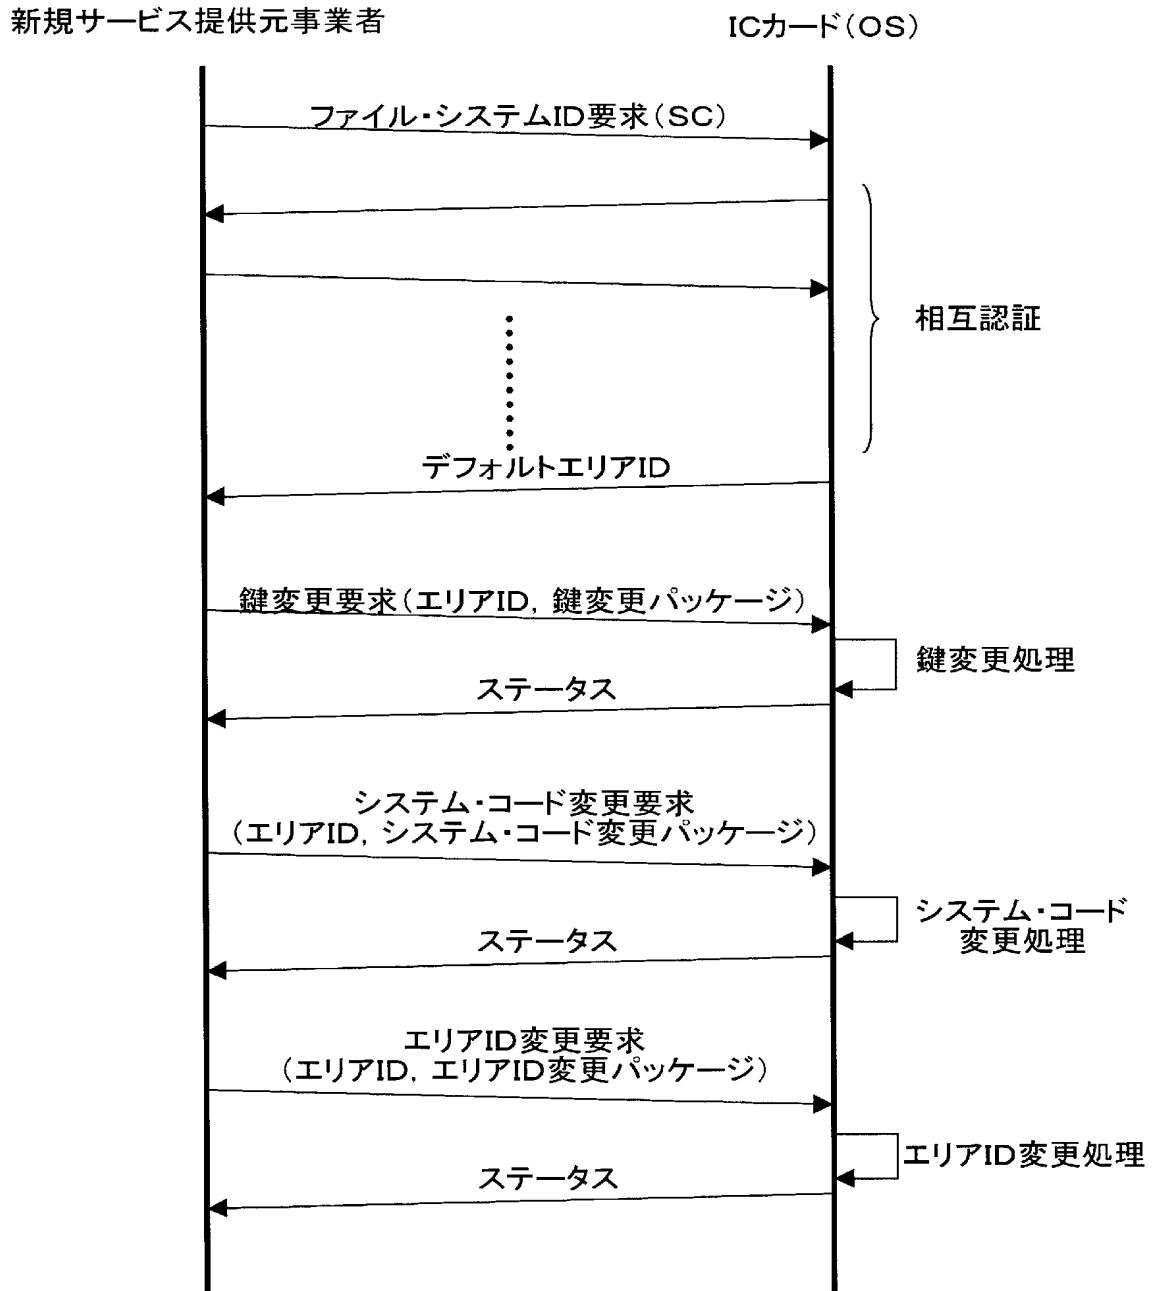 新規サービス提供元事業者
ICカード(OS)
ファイル・システムID要求(SC)
相互認証
デフォルトエリアID
鍵変更要求(エリアID, 鍵変更パッケージ)
鍵変更処理
ステータス
システム・コード変更要求
(エリアID, システム・コード変更パッケージ)
システム・コード
変更処理
ステータス
エリアID変更要求
(エリアID, エリアID変更パッケージ)
エリアID変更処理
ステータス